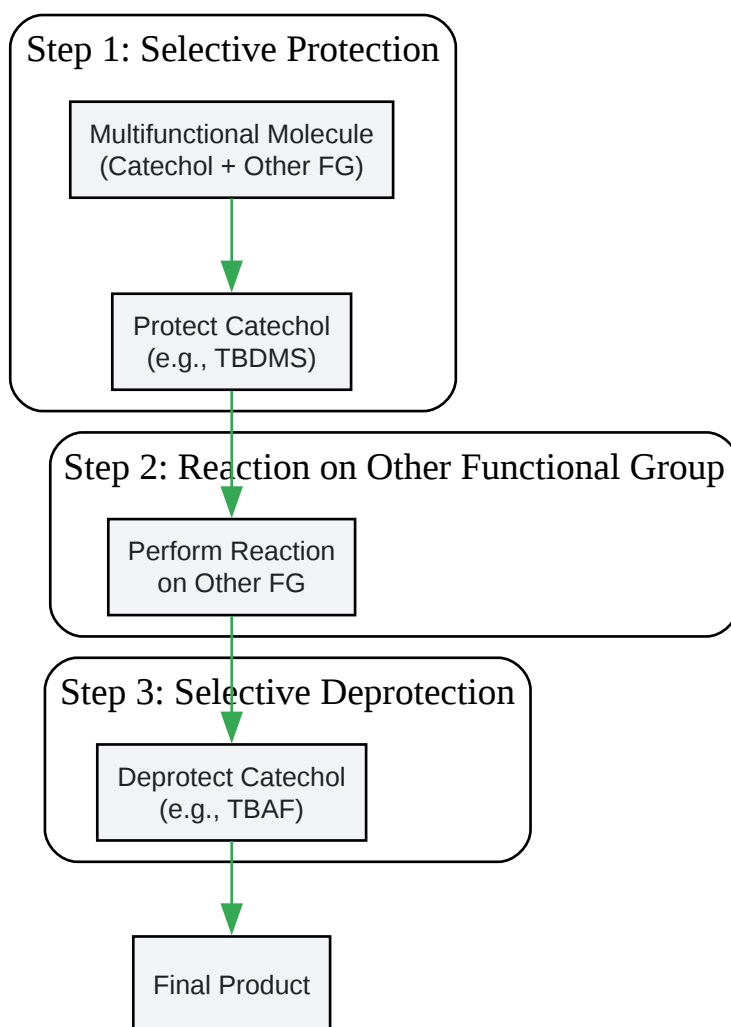 Step 1: Selective Protection
Multifunctional Molecule
(Catechol + Other FG)
Protect Catechol
(e.g., TBDMS)
Step 2: Reaction on Other Functional Group
Perform Reaction
on Other FG
Step 3: Selective Deprotection
Deprotect Catechol
(e.g., TBAF)
Final Product